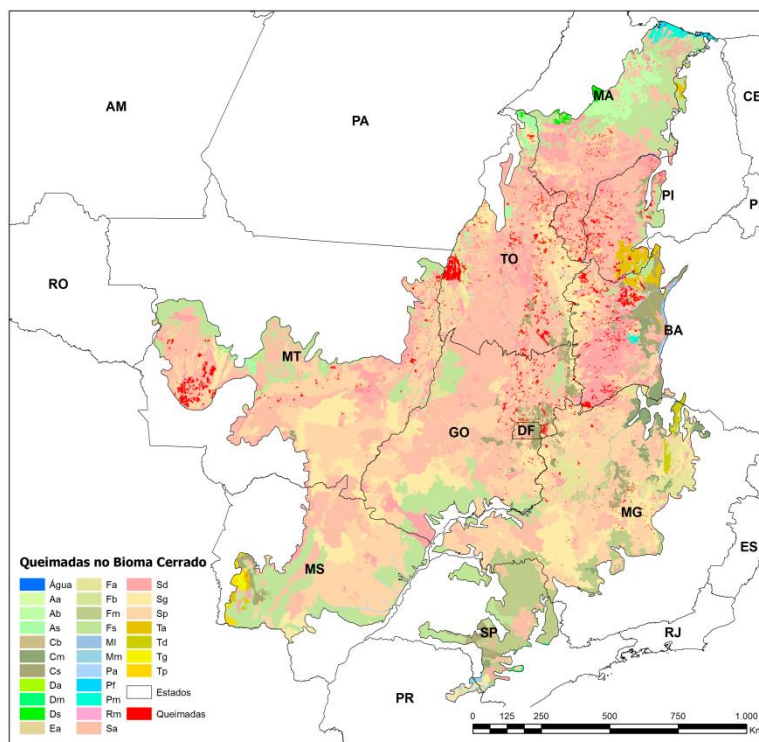 MA
CE
AM
PA
PI
P
TO
RO
BA
MT
GO
DF
MG
ES
MS
Queimadas no Bioma Cerrado
Água Fa Sd
Aa Fb Sg
Ab Fm Sp
As Fs Ta
Cb Ml Td
Cm Mm Tg
Cs Pa Tp
Da Pf Estados
Dm Pm
Ds Rm Queimadas
Ea Sa
SP
RJ
PR
0 125 250 500 750 1.000
Km